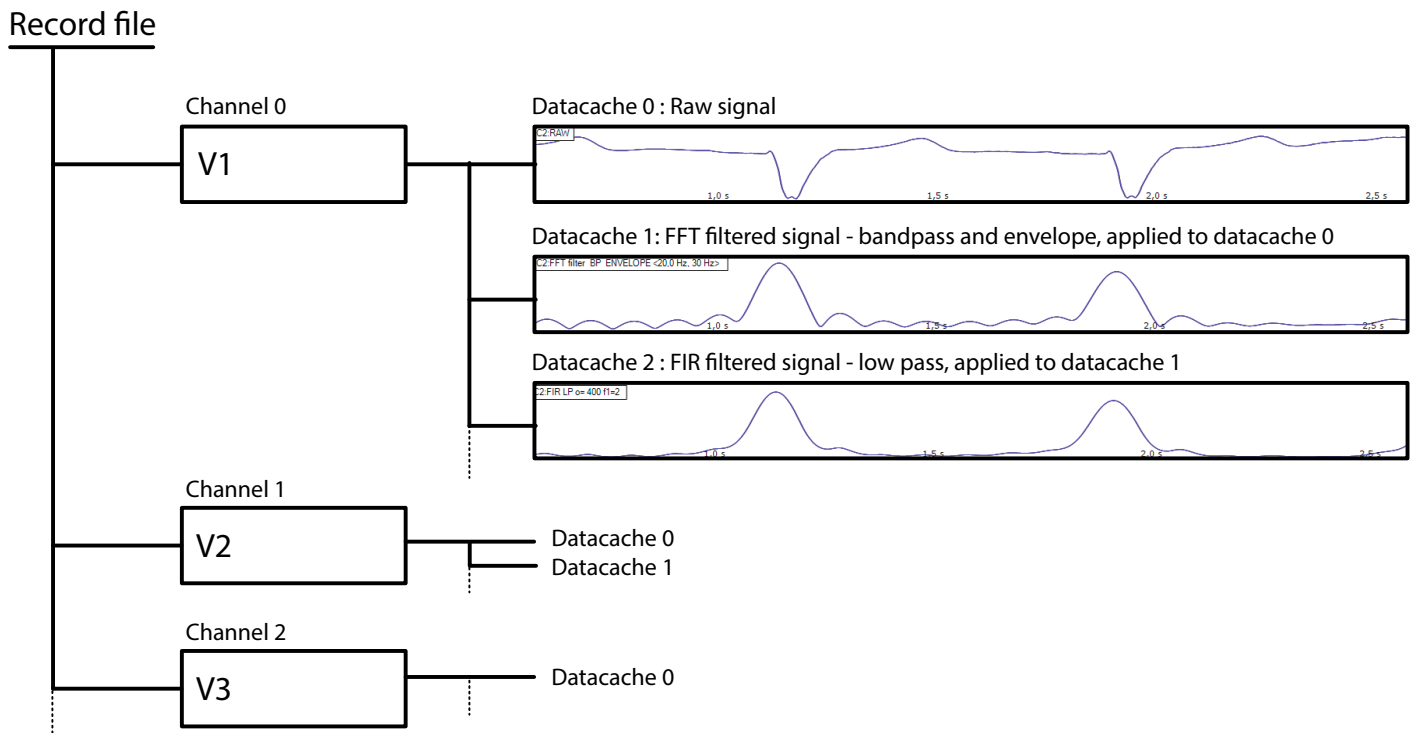 Record file
Channel 0
V1
Datacache 0 : Raw signal
C2:RAW
1,0 s 1,5 s 2,0 s 2,5 s
Datacache 1: FFT filtered signal - bandpass and envelope, applied to datacache 0
C2:FFT filter BP ENVELOPE <20,0 Hz, 30 Hz>
1,0 s 1,5 s 2,0 s 2,5 s
Datacache 2 : FIR filtered signal - low pass, applied to datacache 1
C2:FIR LP o= 400 f1=2
1,0 s 1,5 s 2,0 s 2,5 s
Channel 1
V2
Datacache 0
Datacache 1
Channel 2
V3
Datacache 0